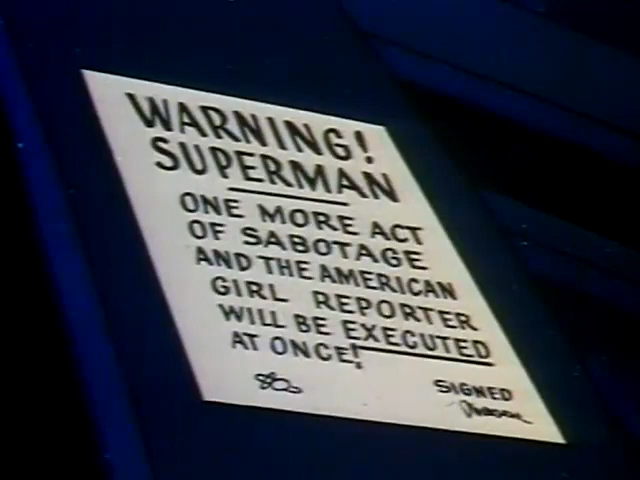 WARNING!
SUPERMAN
ONE MORE ACT
OF SABOTAGE
AND THE AMERICAN
GIRL REPORTER
WILL BE EXECUTED
AT ONCE!
SIGNED